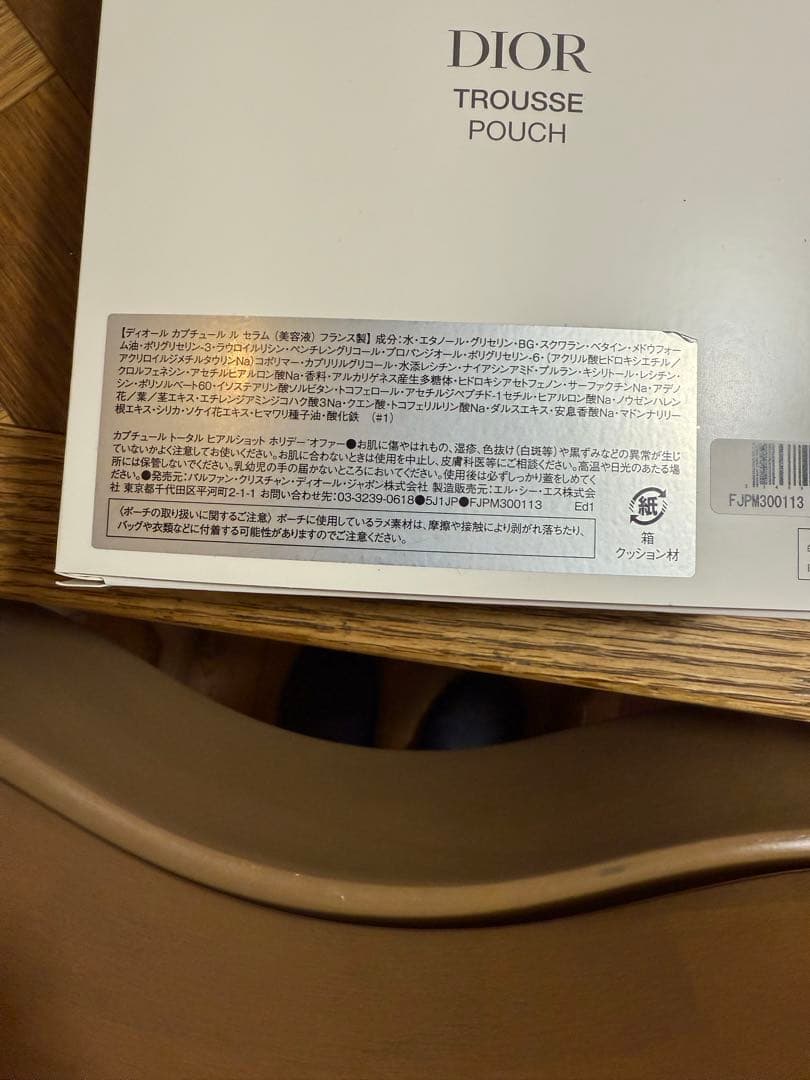 DIOR
TROUSSE
POUCH
【ディオール カプチュール ル セラム (美容液) フランス製】 成分:水・エタノール・グリセリン・BG・スクワラン・ベタイン・メドウフォー
ム油・ポリグリセリン-3・ラウロイルリシン・ペンチレングリコール・プロパンジオール・ポリグリセリン-6・(アクリル酸ヒドロキシエチル/
アクリロイルジメチルタウリンNa)コポリマー・カプリリルグリコール・水添レシチン・ナイアシンアミド・プルラン・キシリトール・レシチン・
クロルフェネシン・アセチルヒアルロン酸Na・香料・アルカリゲネス産生多糖体・ヒドロキシアセトフェノン・サーファクチンNa・アデノ
シン・ポリソルベート60・イソステアリン酸ソルビタン・トコフェロール・アセチルジペプチド-1セチル・ヒアルロン酸Na・ノウゼンハレン
花/葉/茎エキス・エチレンジアミンジコハク酸3Na・クエン酸・トコフェリルリン酸Na・ダルスエキス・安息香酸Na・マドンナリリー
根エキス・シリカ・ソケイ花エキス・ヒマワリ種子油・酸化鉄 (#1)
カプチュール トータル ヒアルショット ホリデー オファー●お肌に傷やはれもの、湿疹、色抜け(白斑等)や黒ずみなどの異常が生じ
ていないかよく注意してお使いください。お肌に合わないときは使用を中止し、皮膚科医等にご相談ください。高温や日光のあたる場
所には保管しないでください。乳幼児の手の届かないところにおいてください。使用後は必ずしっかり蓋をしめてく
ださい。●発売元:パルファン・クリスチャン・ディオール・ジャポン株式会社 製造販売元:エル・シー・エス株式会
社 東京都千代田区平河町2-1-1 お問い合わせ先:03-3239-0618●5J1JP●FJPM300113 Ed1
〈ポーチの取り扱いに関するご注意〉 ポーチに使用しているラメ素材は、摩擦や接触により剥がれ落ちたり、
バッグや衣類などに付着する可能性がありますのでご注意ください。
紙
箱
クッション材
FJPM300113